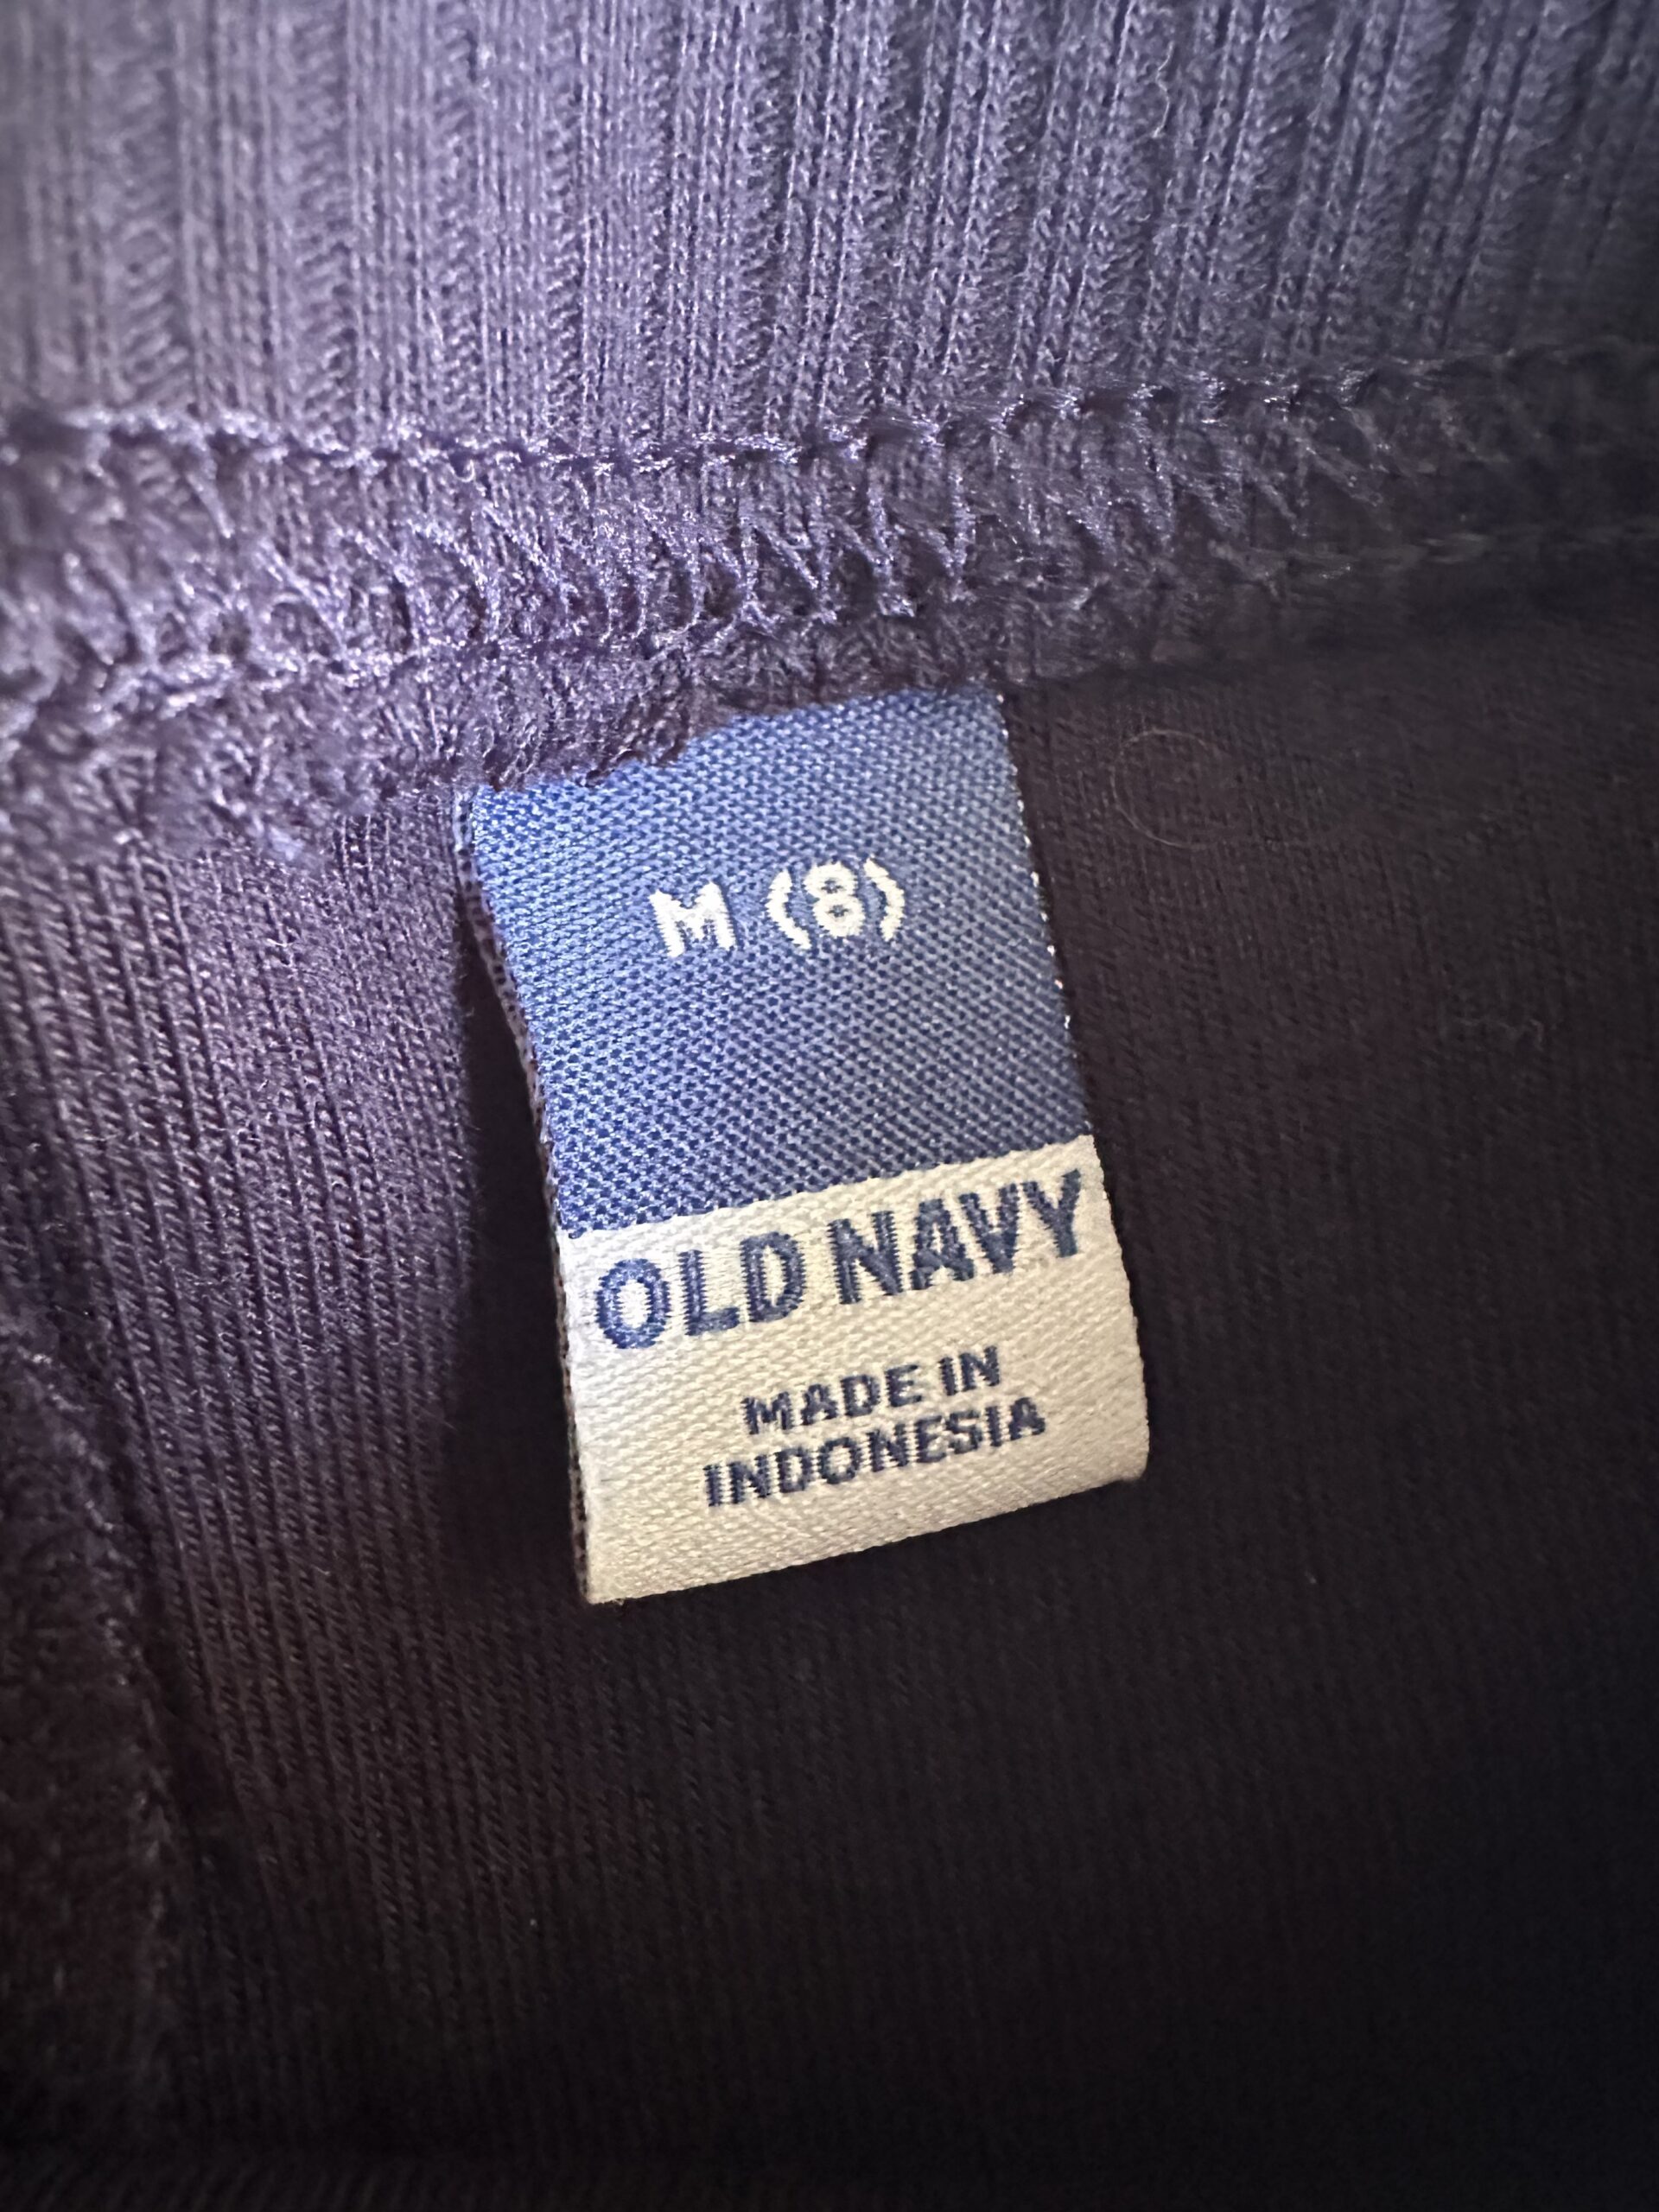 M (8)
OLD NAVY
MADE IN
INDONESIA